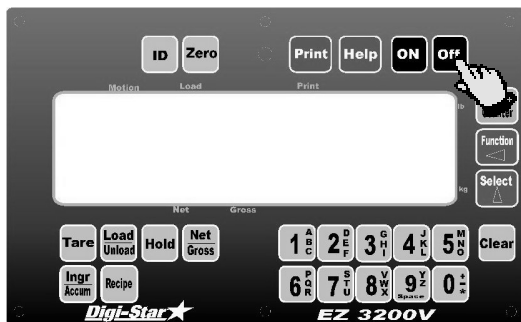 ID Zero Print Help ON Off
Motion Load Print
lb
Function
kg
Select
Net Gross
Tare Load Unload Hold Net Gross 1 A B C 2 D E F 3 G H I 4 J K L 5 M N O Clear
Ingr Accum Recipe 6 P Q R 7 S T U 8 V W X 9 Y Z Space 0 + - *
Digi-Star EZ 3200V